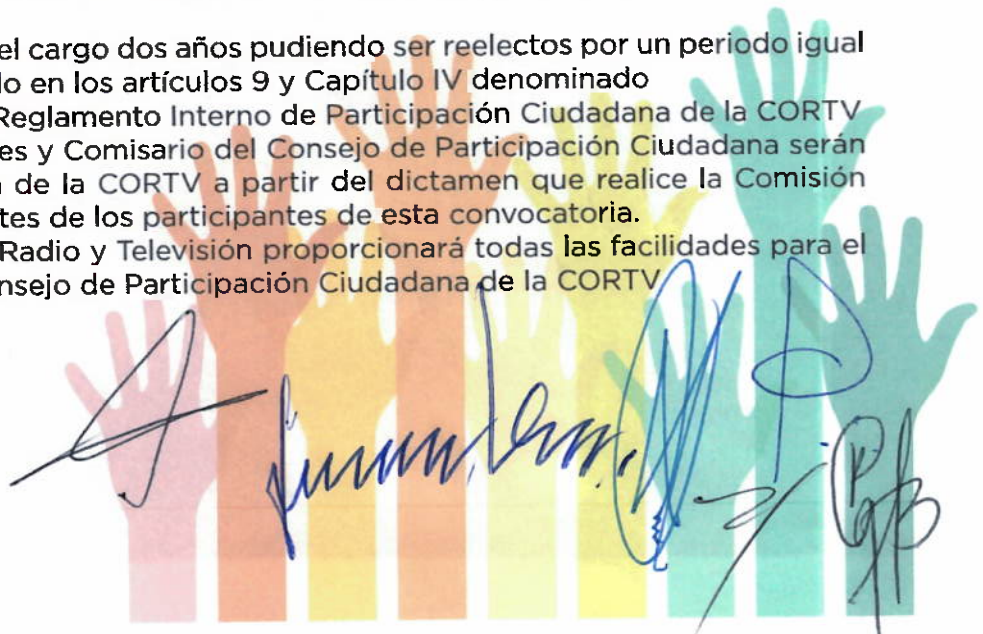 el cargo dos años pudiendo ser reelectos por un periodo igual
en los artículos 9 y Capítulo IV denominado
Reglamento Interno de Participación Ciudadana de la CORTV
es y Comisario del Consejo de Participación Ciudadana serán
de la CORTV a partir del dictamen que realice la Comisión
tes de los participantes de esta convocatoria.
Radio y Televisión proporcionará todas las facilidades para el
nsejo de Participación Ciudadana de la CORTV